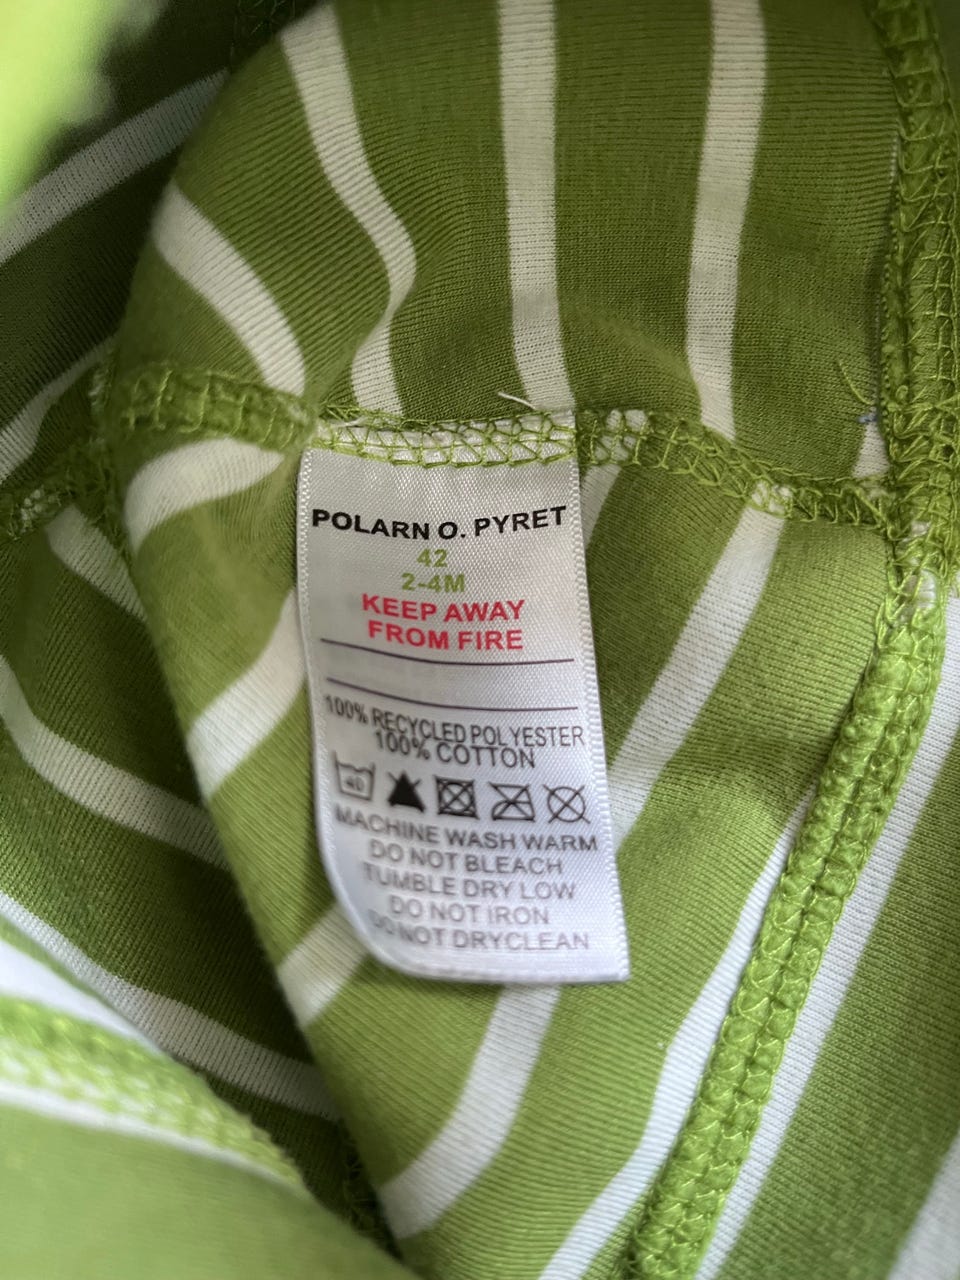 POLARN O. PYRET
42
2-4M
KEEP AWAY
FROM FIRE
100% RECYCLED POLYESTER
100% COTTON
40
MACHINE WASH WARM
DO NOT BLEACH
TUMBLE DRY LOW
DO NOT IRON
DO NOT DRYCLEAN